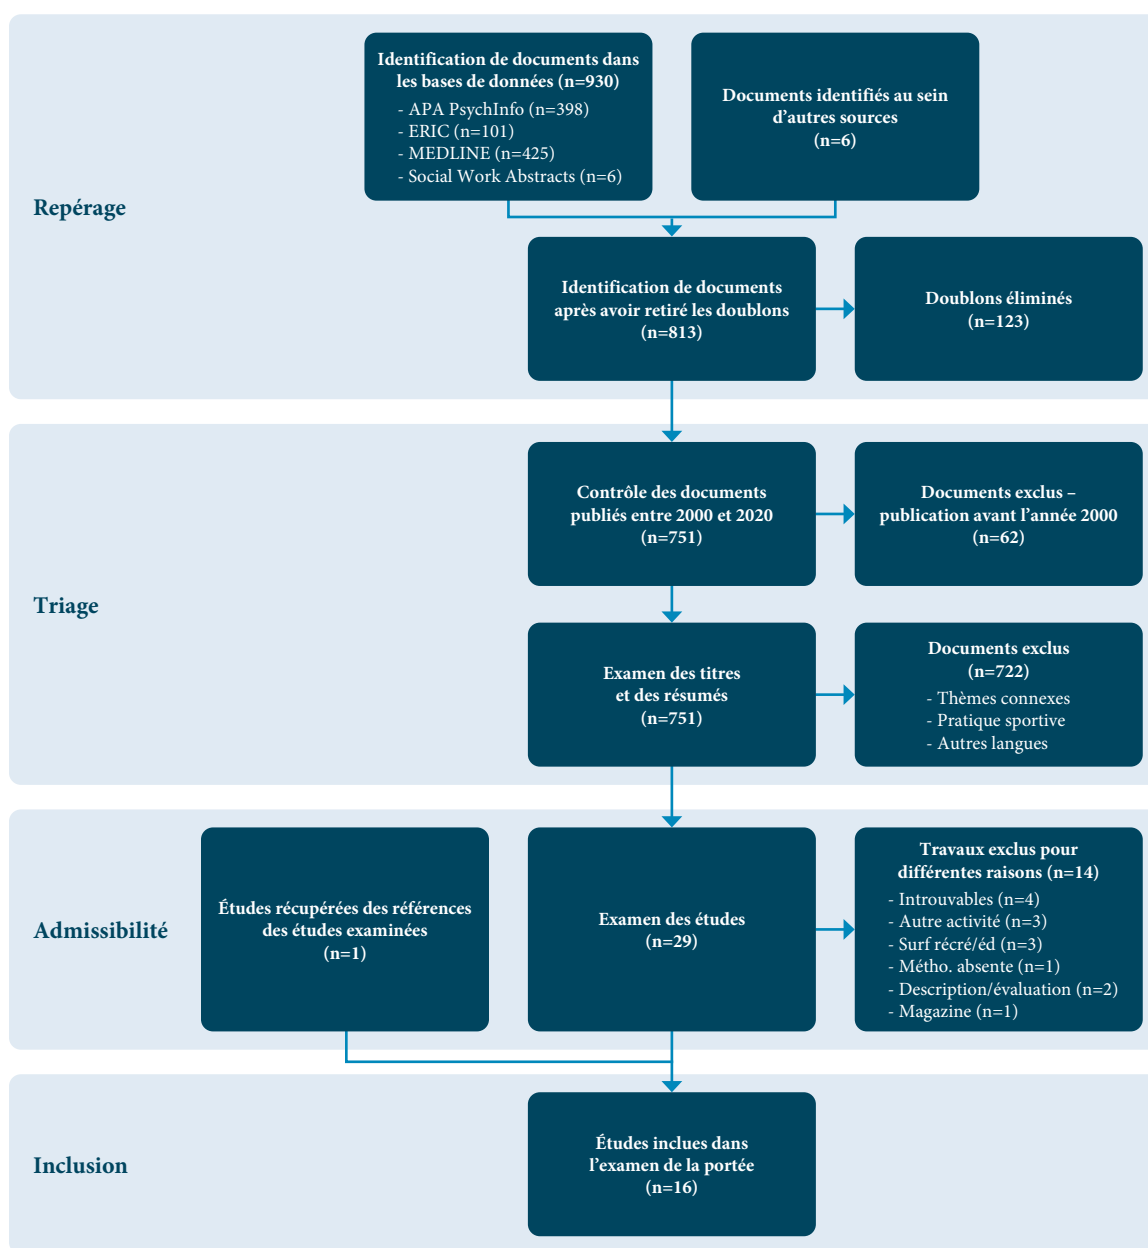 Repérage
Identification de documents dans
les bases de données (n=930)
- APA PsychInfo (n=398)
- ERIC (n=101)
- MEDLINE (n=425)
- Social Work Abstracts (n=6)
Documents identifiés au sein
d’autres sources
(n=6)
Identification de documents
après avoir retiré les doublons
(n=813)
Doublons éliminés
(n=123)
Triage
Contrôle des documents
publiés entre 2000 et 2020
(n=751)
Documents exclus –
publication avant l’année 2000
(n=62)
Examen des titres
et des résumés
(n=751)
Documents exclus
(n=722)
- Thèmes connexes
- Pratique sportive
- Autres langues
Admissibilité
Études récupérées des références
des études examinées
(n=1)
Examen des études
(n=29)
Travaux exclus pour
différentes raisons (n=14)
- Introuvables (n=4)
- Autre activité (n=3)
- Surf récré/éd (n=3)
- Métho. absente (n=1)
- Description/évaluation (n=2)
- Magazine (n=1)
Inclusion
Études inclues dans
l’examen de la portée
(n=16)